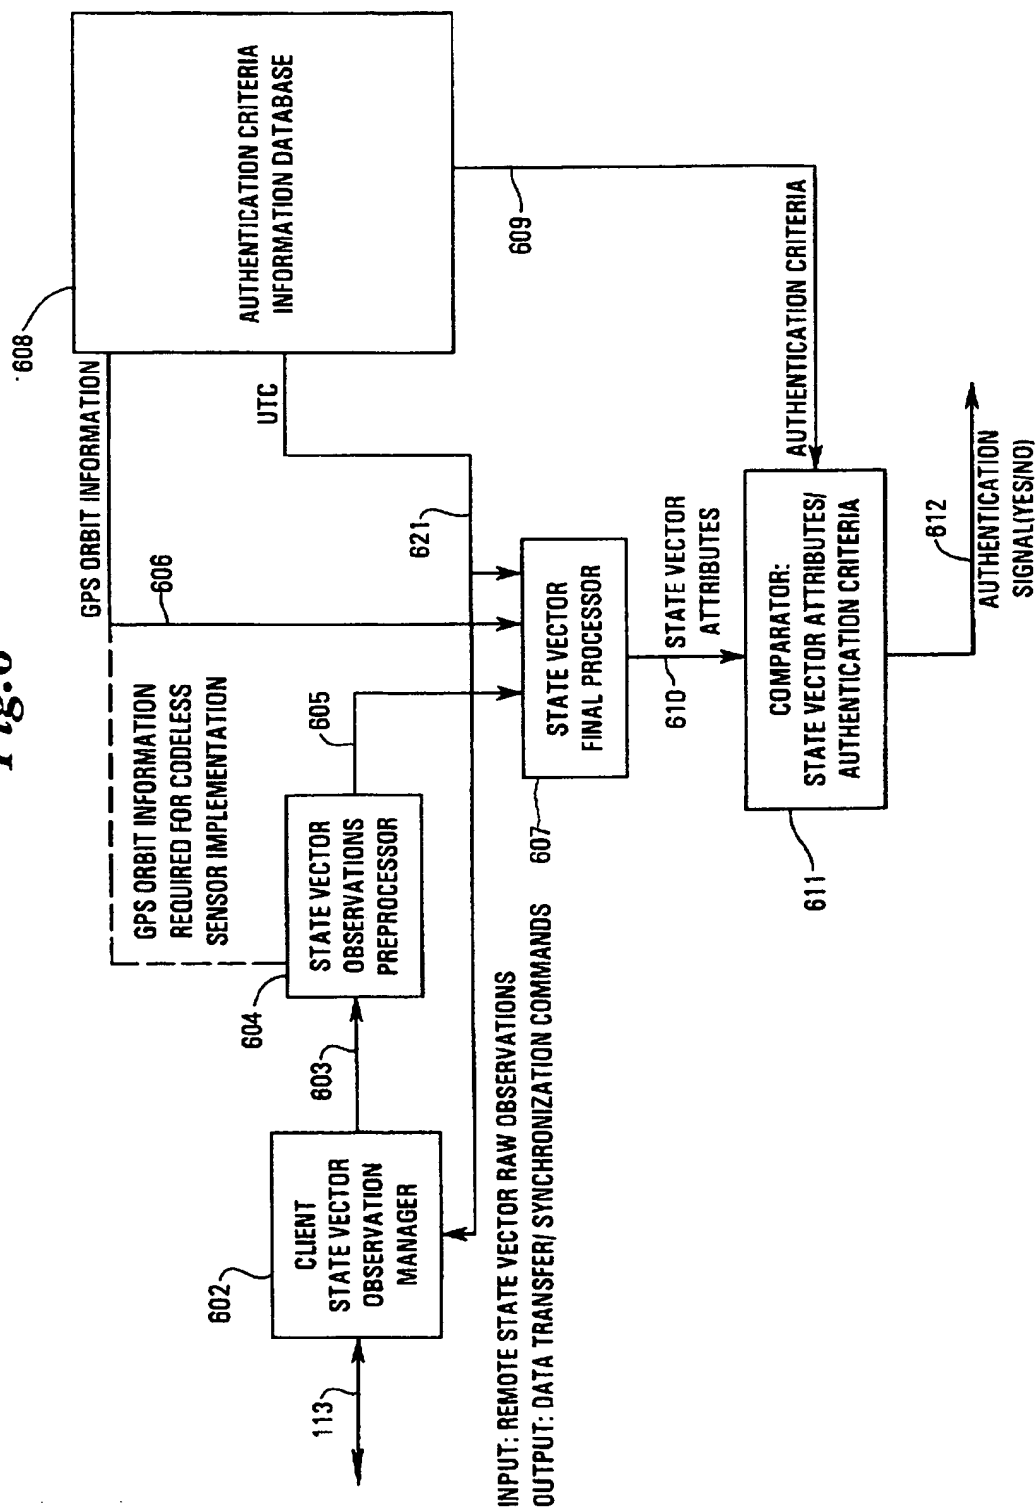 Fig.6
608
GPS ORBIT INFORMATION
AUTHENTICATION CRITERIA
INFORMATION DATABASE
UTC
GPS ORBIT INFORMATION
REQUIRED FOR CODELESS
SENSOR IMPLEMENTATION
606
602
CLIENT
STATE VECTOR
OBSERVATION
MANAGER
113
603
604
STATE VECTOR
OBSERVATIONS
PREPROCESSOR
605
621
609
INPUT: REMOTE STATE VECTOR RAW OBSERVATIONS
OUTPUT: DATA TRANSFER/ SYNCHRONIZATION COMMANDS
607
STATE VECTOR
FINAL PROCESSOR
610
STATE VECTOR
ATTRIBUTES
AUTHENTICATION CRITERIA
611
COMPARATOR:
STATE VECTOR ATTRIBUTES/
AUTHENTICATION CRITERIA
612
AUTHENTICATION
SIGNAL(YES/NO)